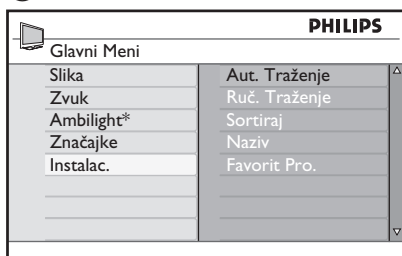 PHILIPS
Glavni Meni
Slika
Zvuk
Ambilight*
Značajke
Instalac.
Aut. Traženje
Ruč. Traženje
Sortiraj
Naziv
Favorit Pro.